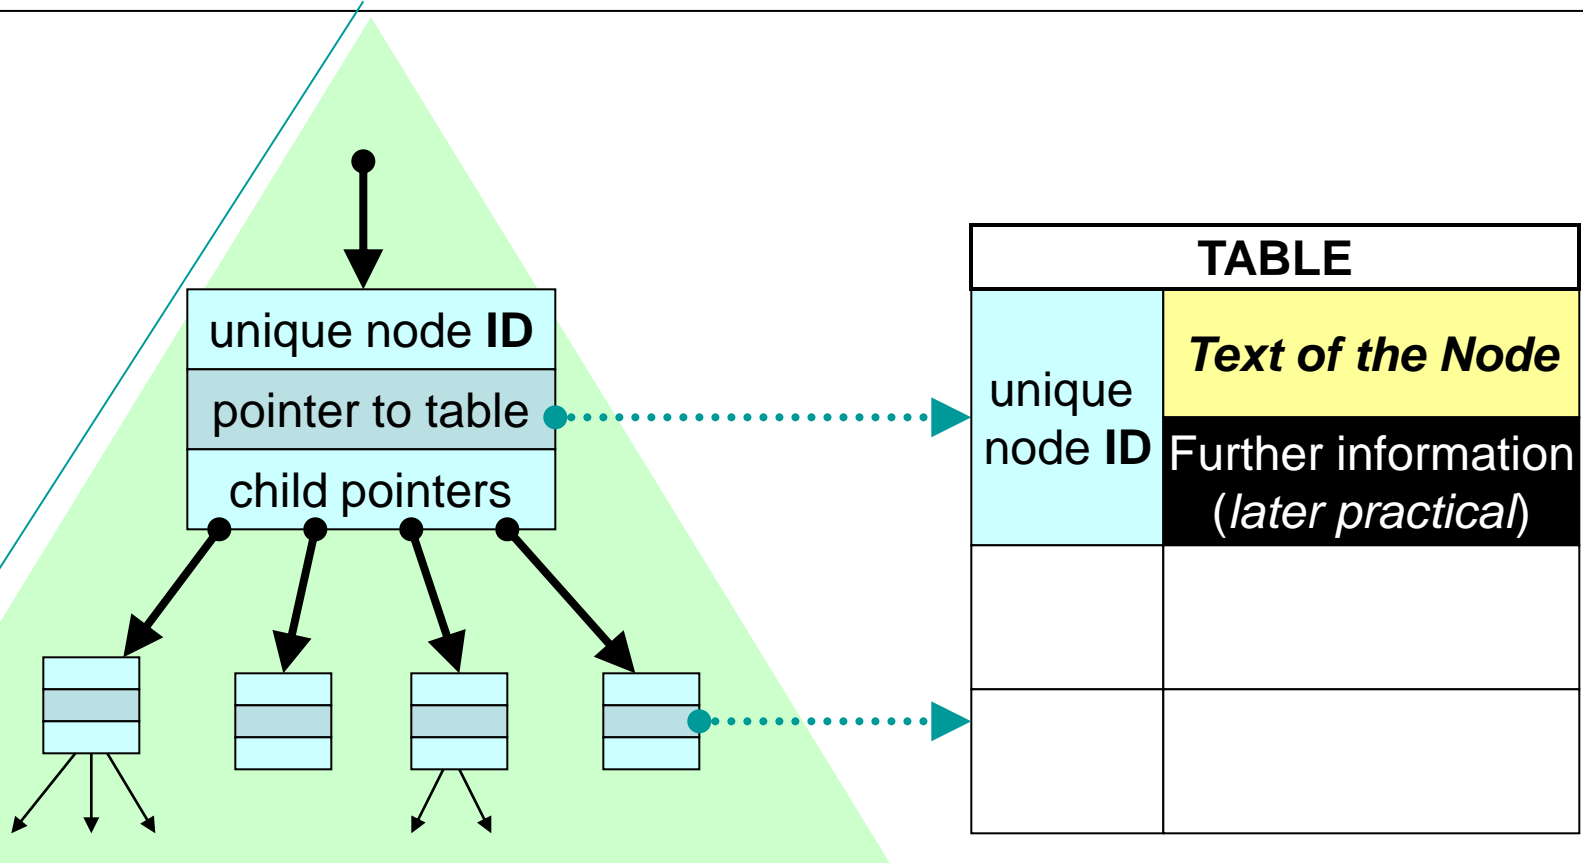 unique node ID
pointer to table
child pointers
TABLE
unique
node ID
Text of the Node
Further information
(later practical)